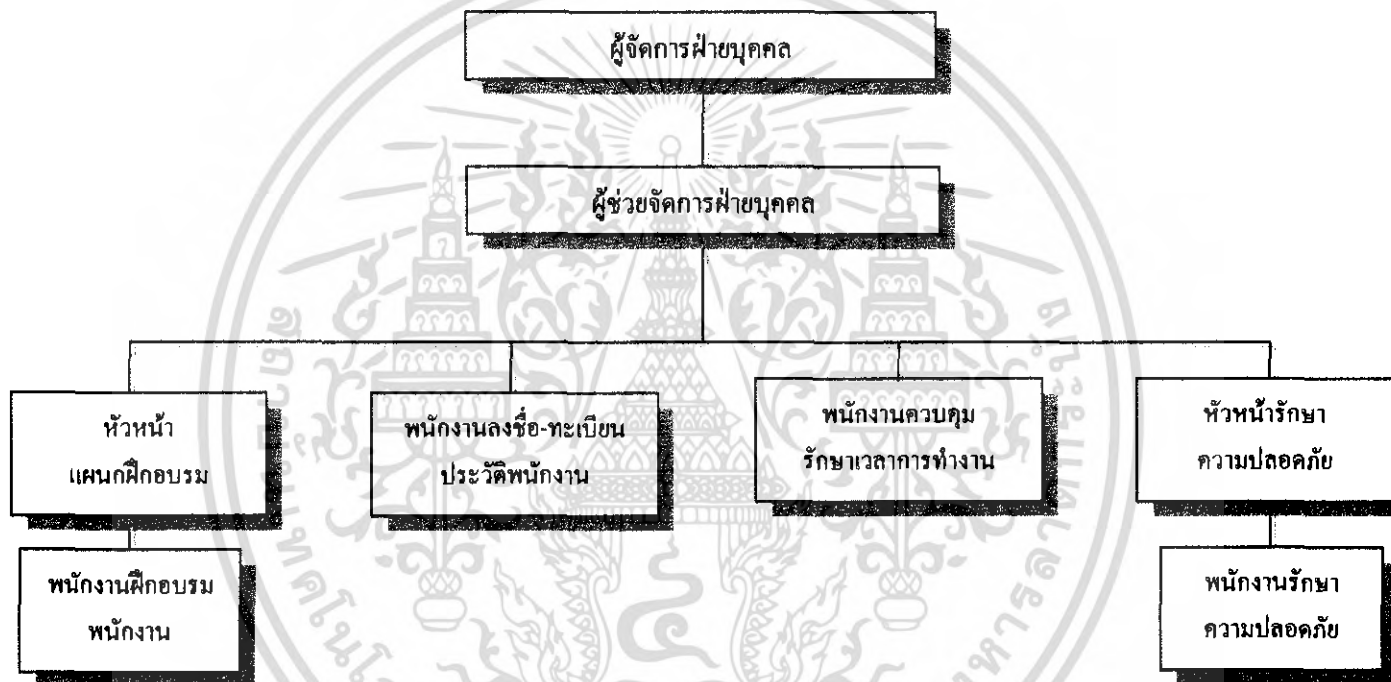 ผู้จัดการฝ่ายบุคคล
ผู้ช่วยจัดการฝ่ายบุคคล
หัวหน้า
แผนกฝึกอบรม
พนักงานลงชื่อ-ทะเบียน
ประวัติพนักงาน
พนักงานควบคุม
รักษาเวลาการทำงาน
หัวหน้ารักษา
ความปลอดภัย
พนักงานฝึกอบรม
พนักงาน
พนักงานรักษา
ความปลอดภัย